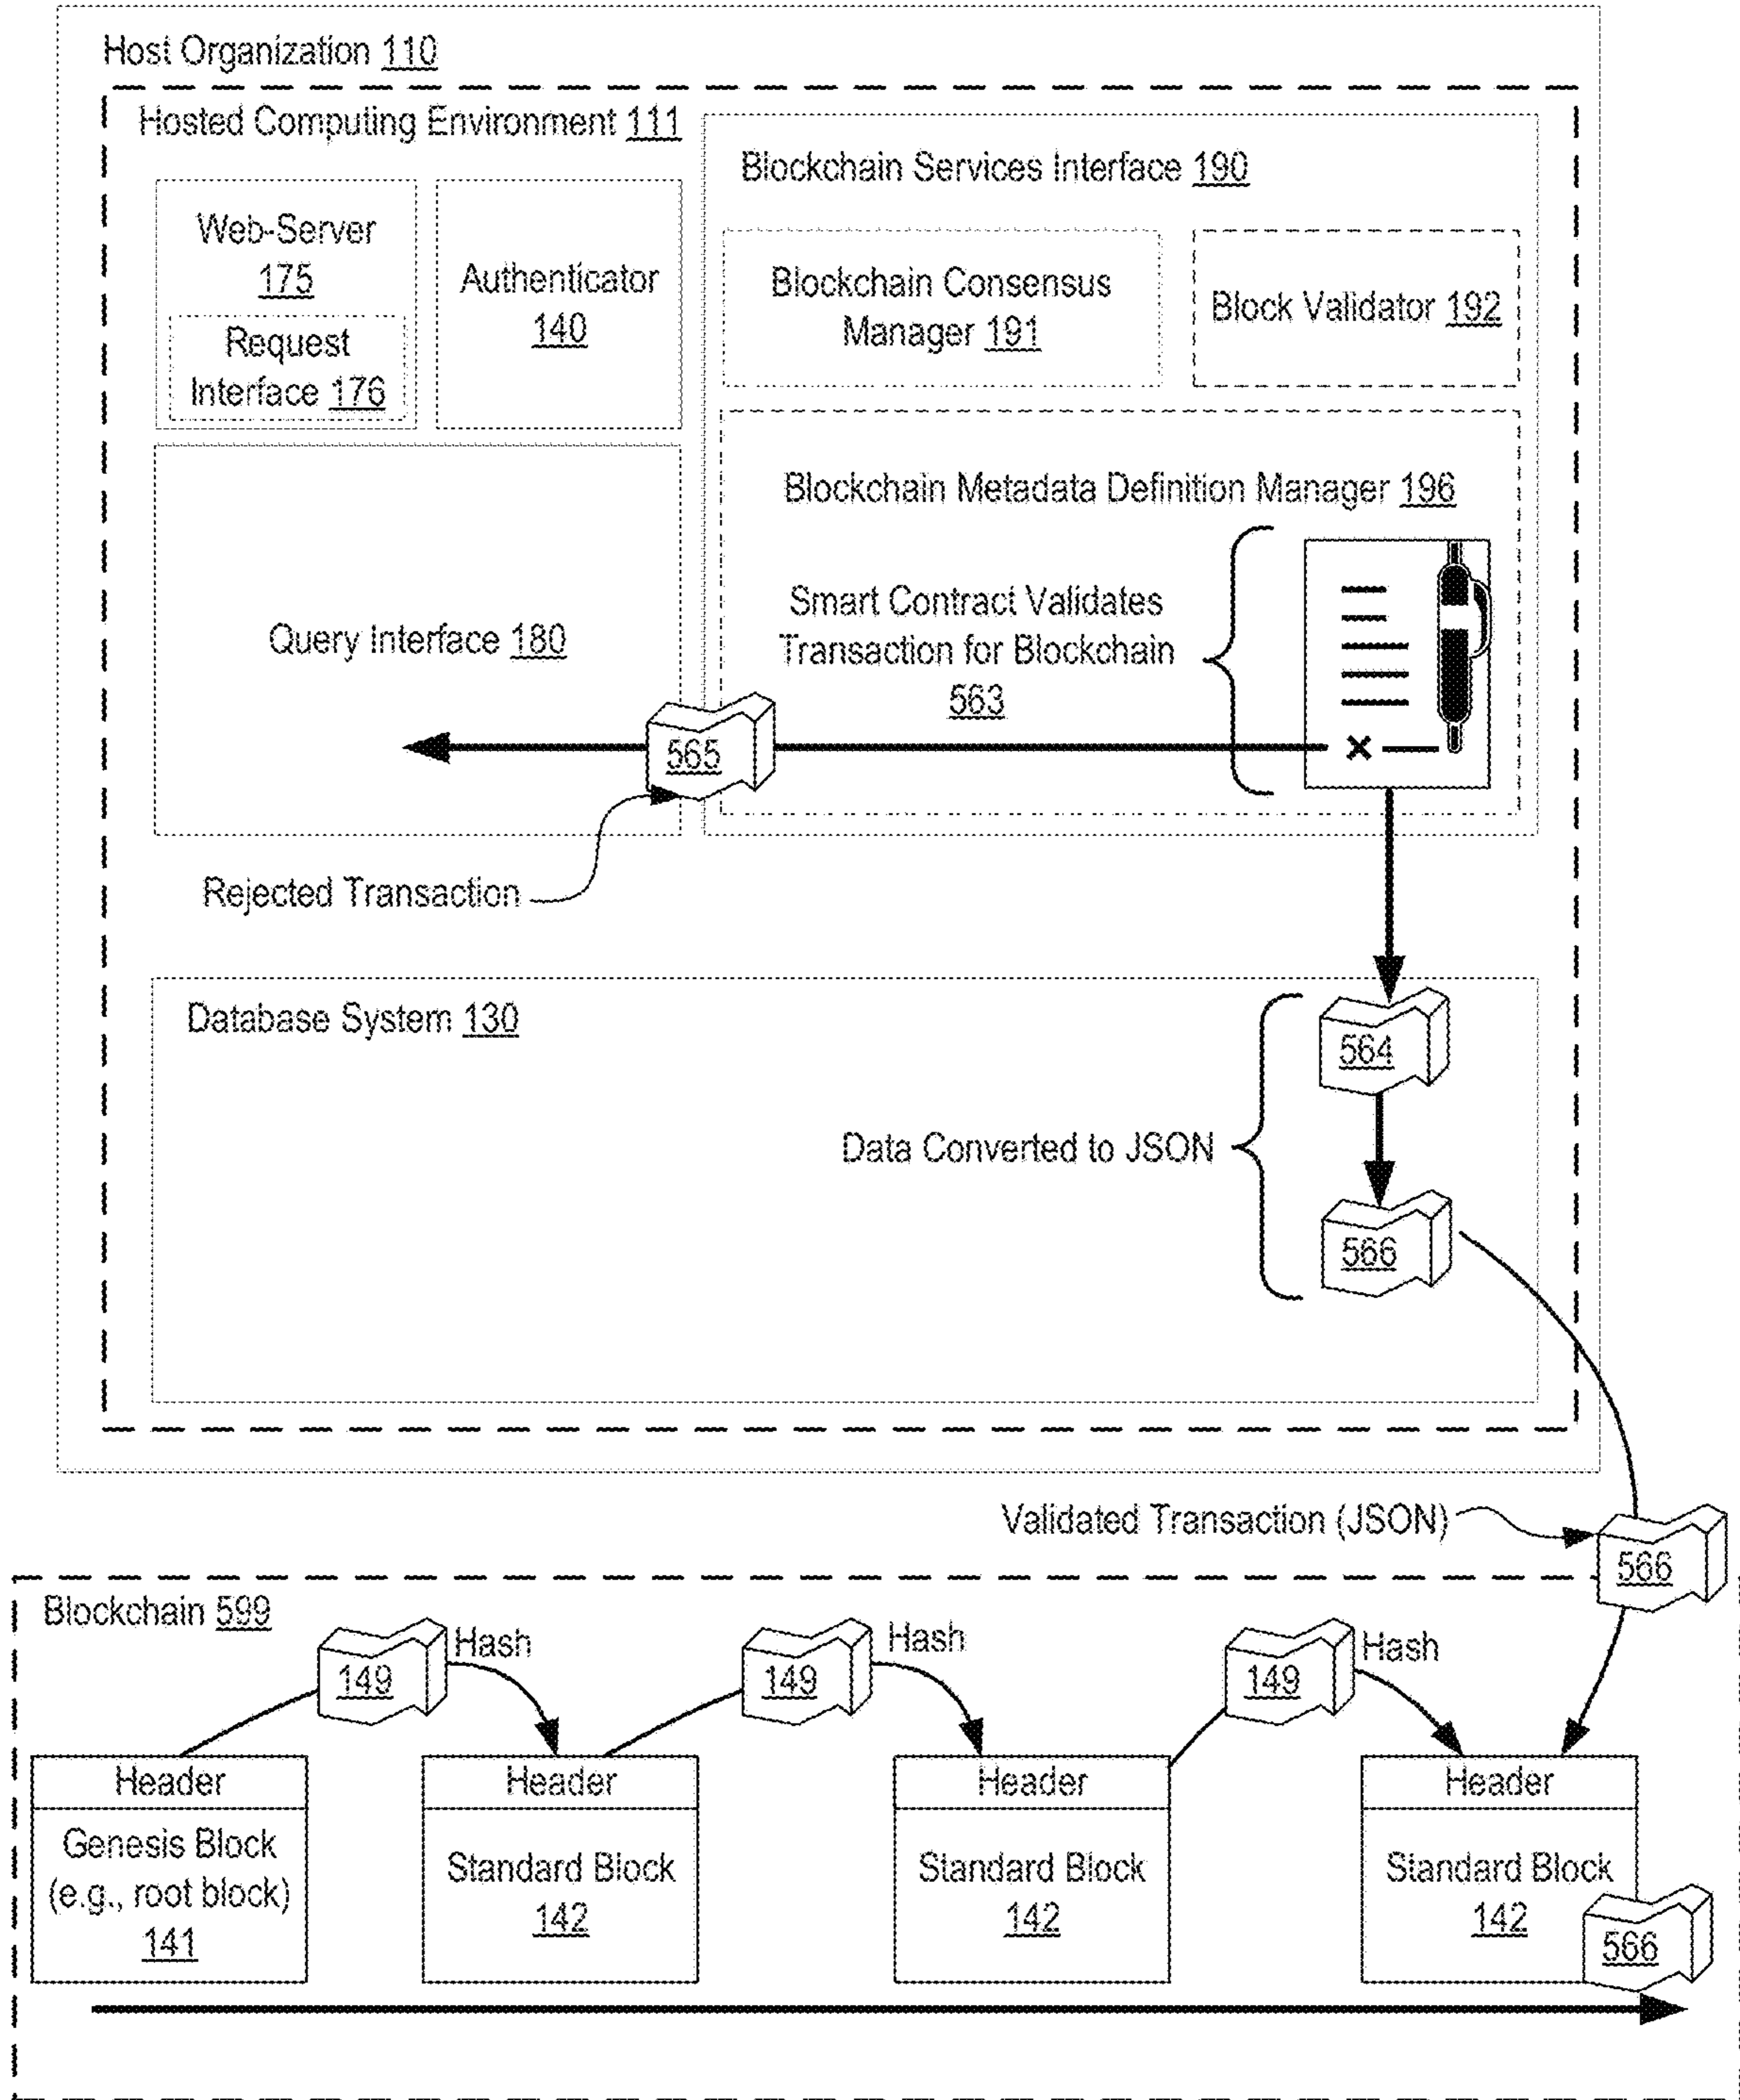 Host Organization 110
Hosted Computing Environment 111
Web-Server
175
Request
Interface 176
Authenticator
140
Blockchain Services Interface 190
Blockchain Consensus
Manager 191
Block Validator 192
Query Interface 180
Blockchain Metadata Definition Manager 196
Smart Contract Validates
Transaction for Blockchain
563
565
Rejected Transaction
Database System 130
564
Data Converted to JSON
566
Validated Transaction (JSON)
566
Blockchain 599
149
Hash
149
Hash
149
Hash
Header
Genesis Block
(e.g., root block)
141
Header
Standard Block
142
Header
Standard Block
142
Header
Standard Block
142
566